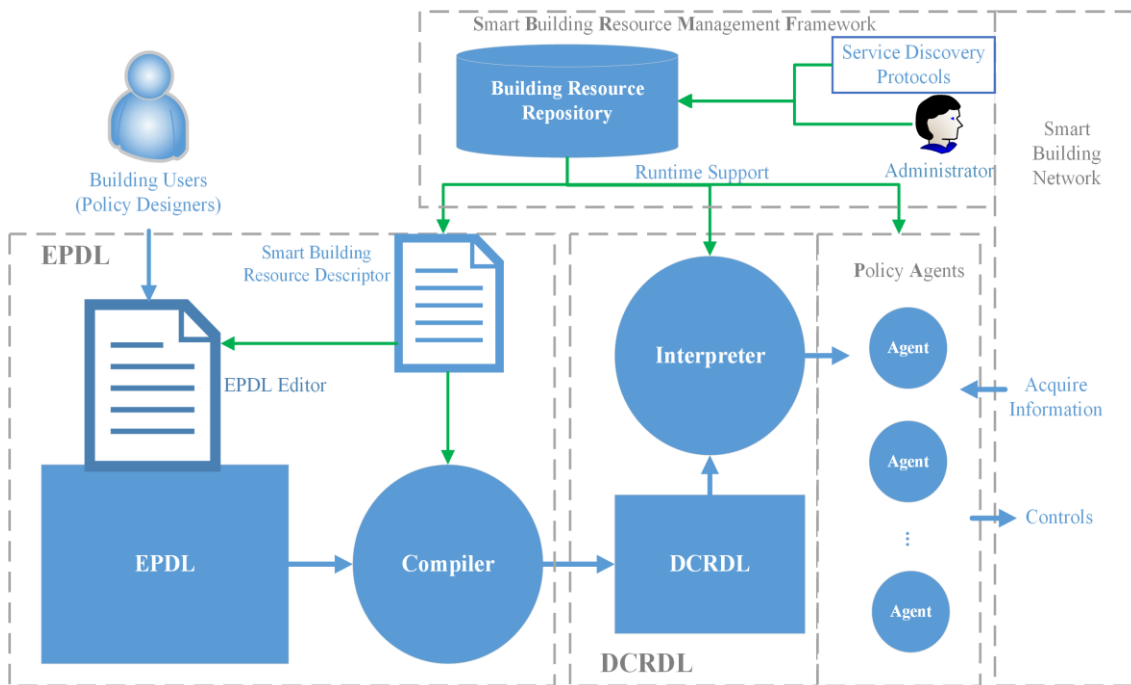 Smart Building Resource Management Framework
Service Discovery
Protocols
Building Resource
Repository
Administrator
Runtime Support
Smart
Building
Network
Building Users
(Policy Designers)
EPDL
Smart Building
Resource Descriptor
EPDL Editor
EPDL
Compiler
Interpreter
DCRDL
DCRDL
Policy Agents
Agent
Agent
...
Agent
Acquire
Information
Controls